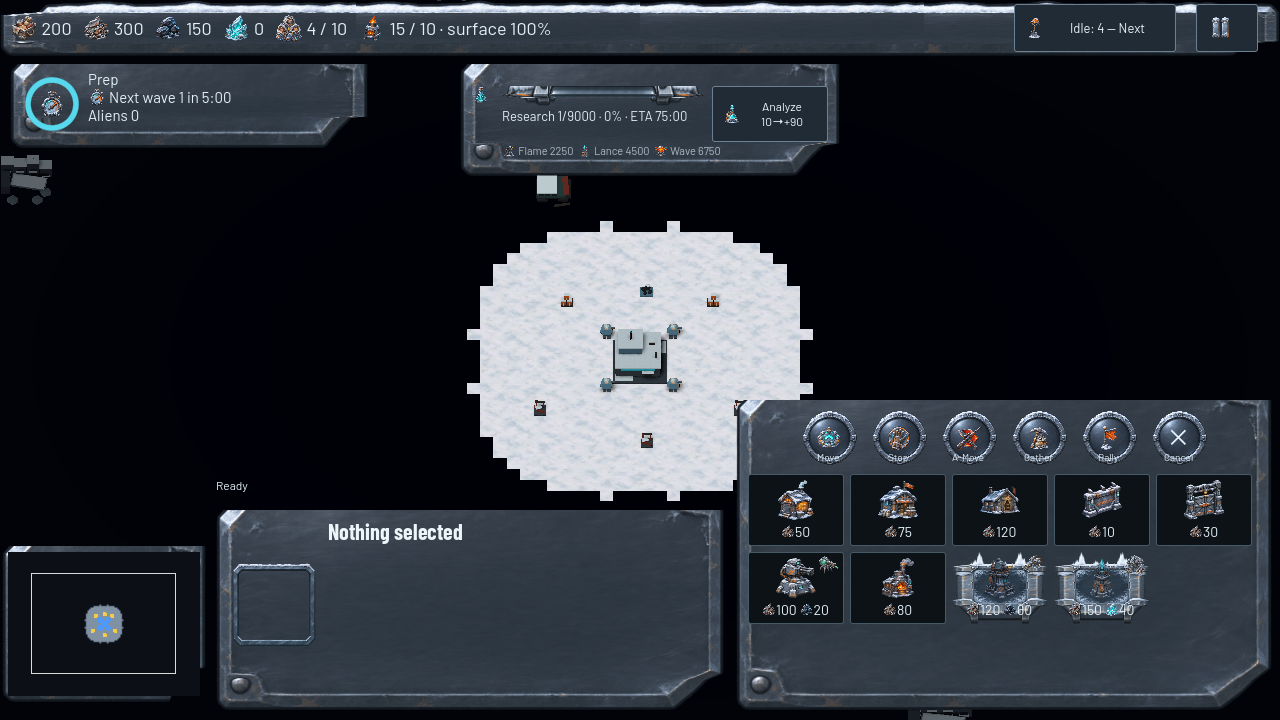 200 300 150 0 4 / 10 15 / 10 · surface 100%
Idle: 4 — Next
Prep
Next wave 1 in 5:00
Aliens 0
Research 1/9000 · 0% · ETA 75:00
Analyze
10→+90
Flame 2250 Lance 4500 Wave 6750
Ready
Nothing selected
Move Stop A-Move Gather Rally Cancel
50 75 120 10 30
100 20 80 120 60 150 40